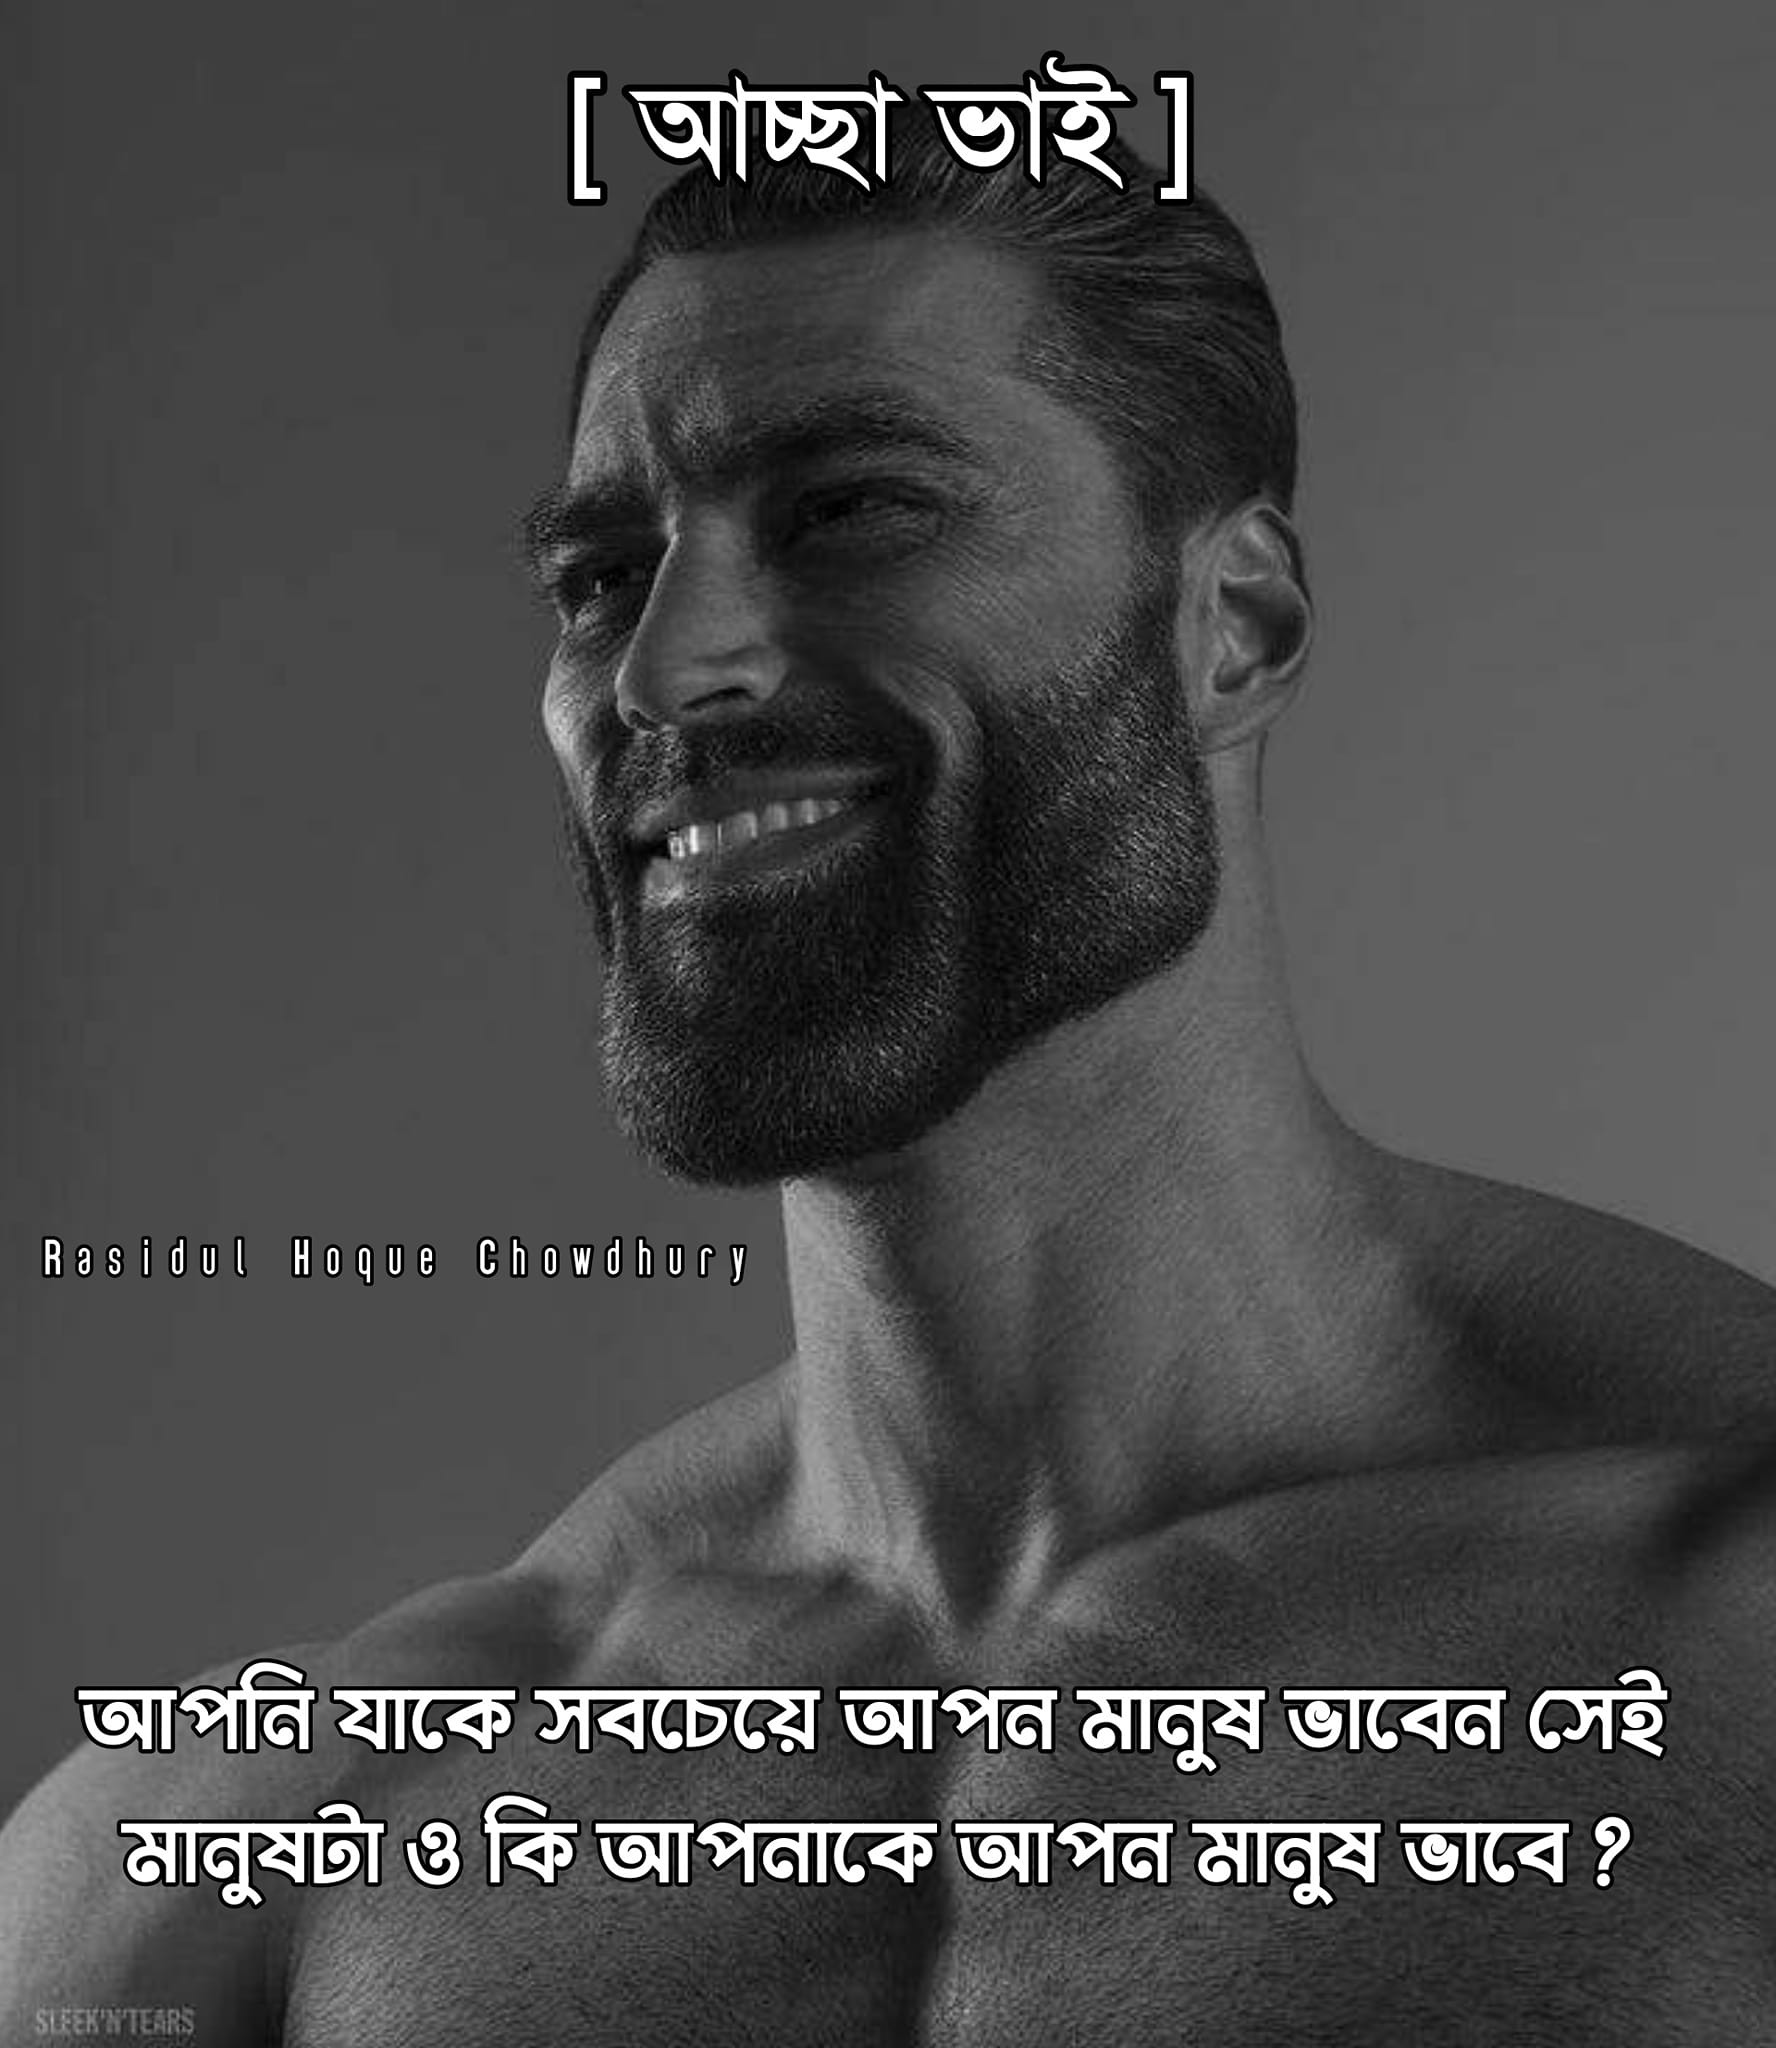 [ আচ্ছা ভাই ]
Rasidul Hoque Chowdhury
আপনি যাকে সবচেয়ে আপন মানুষ ভাবেন সেই
মানুষটা ও কি আপনাকে আপন মানুষ ভাবে ?
SLEEK'N'TEARS